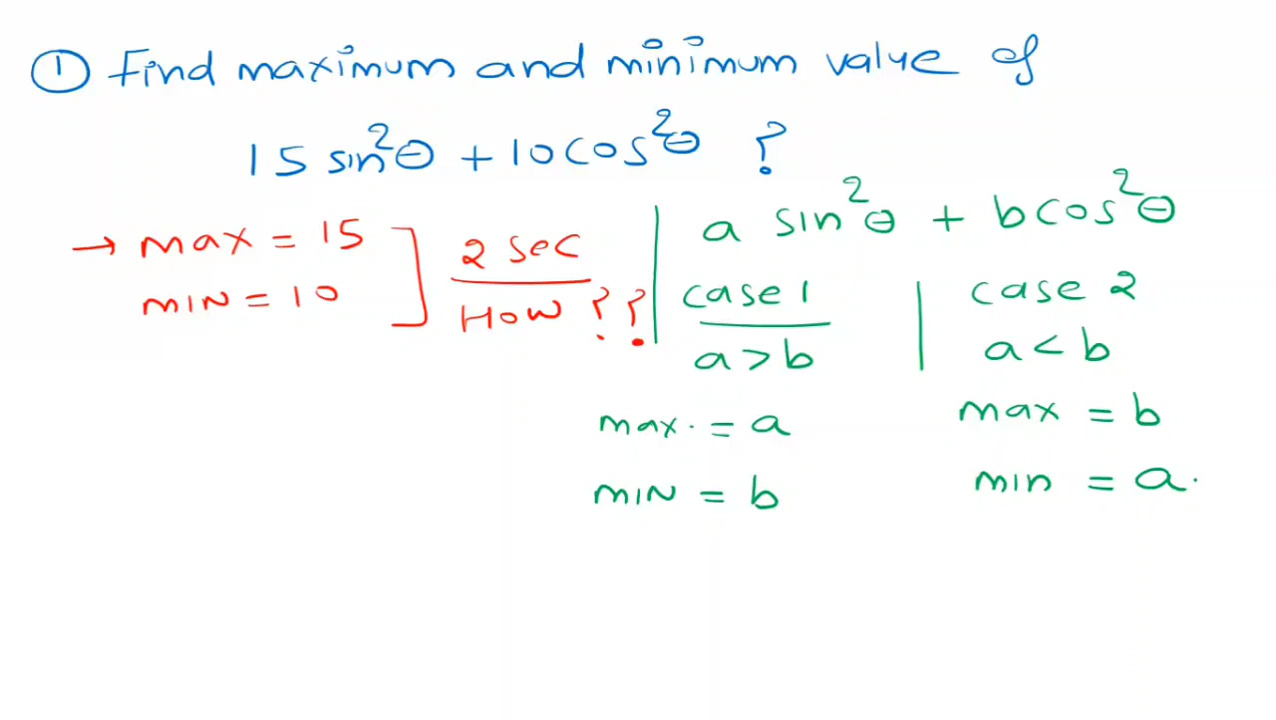 ① Find maximum and minimum value of
15 sin²θ + 10cos²θ ?
→ max = 15
min = 10
2 sec
How ??
a sin²θ + bcos²θ
case 1
a > b
max. = a
min = b
case 2
a < b
max = b
min = a.